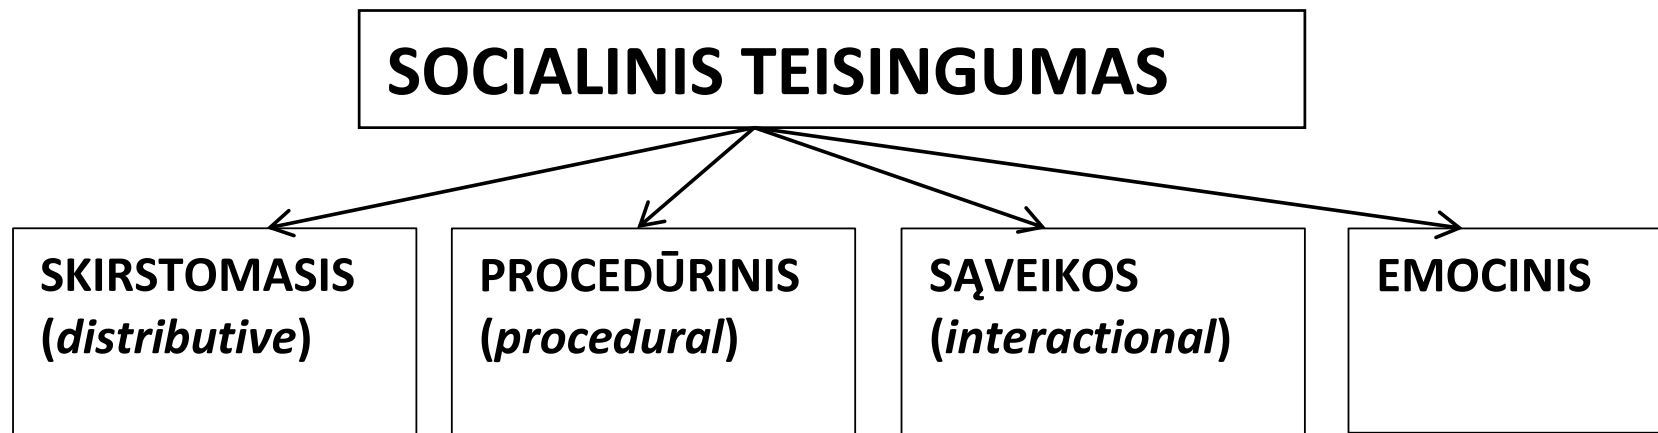 SOCIALINIS TEISINGUMAS
SKIRSTOMASIS
(distributive)
PROCEDŪRINIS
(procedural)
SĄVEIKOS
(interactional)
EMOCINIS